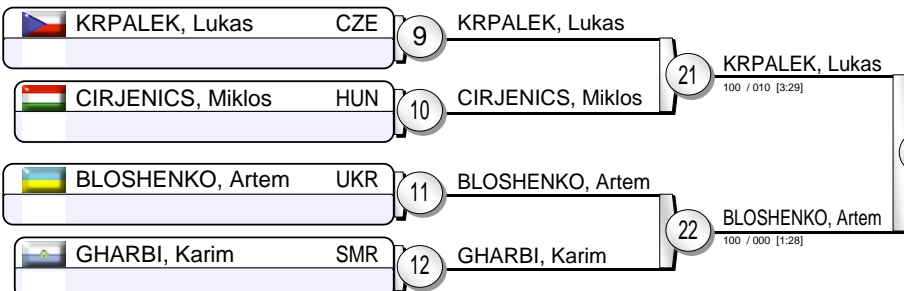 KRPALEK, Lukas CZE
9
KRPALEK, Lukas
21
KRPALEK, Lukas
100 / 010 [3:29]
CIRJENICS, Miklos HUN
10
CIRJENICS, Miklos
BLOSHENKO, Artem UKR
11
BLOSHENKO, Artem
22
BLOSHENKO, Artem
100 / 000 [1:28]
GHARBI, Karim SMR
12
GHARBI, Karim